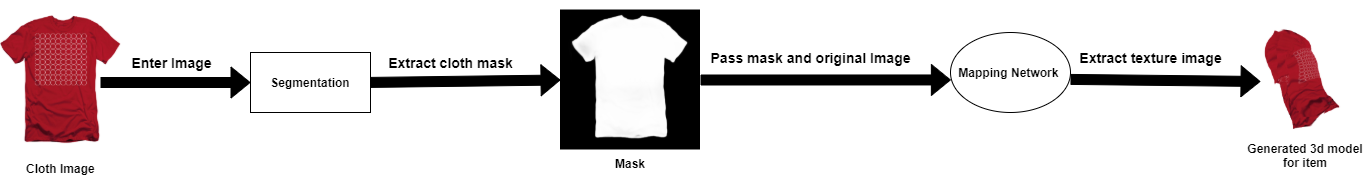 Enter Image
Extract cloth mask
Pass mask and original Image
Extract texture image
Segmentation
Mapping Network
Cloth Image
Mask
Generated 3d model
for item